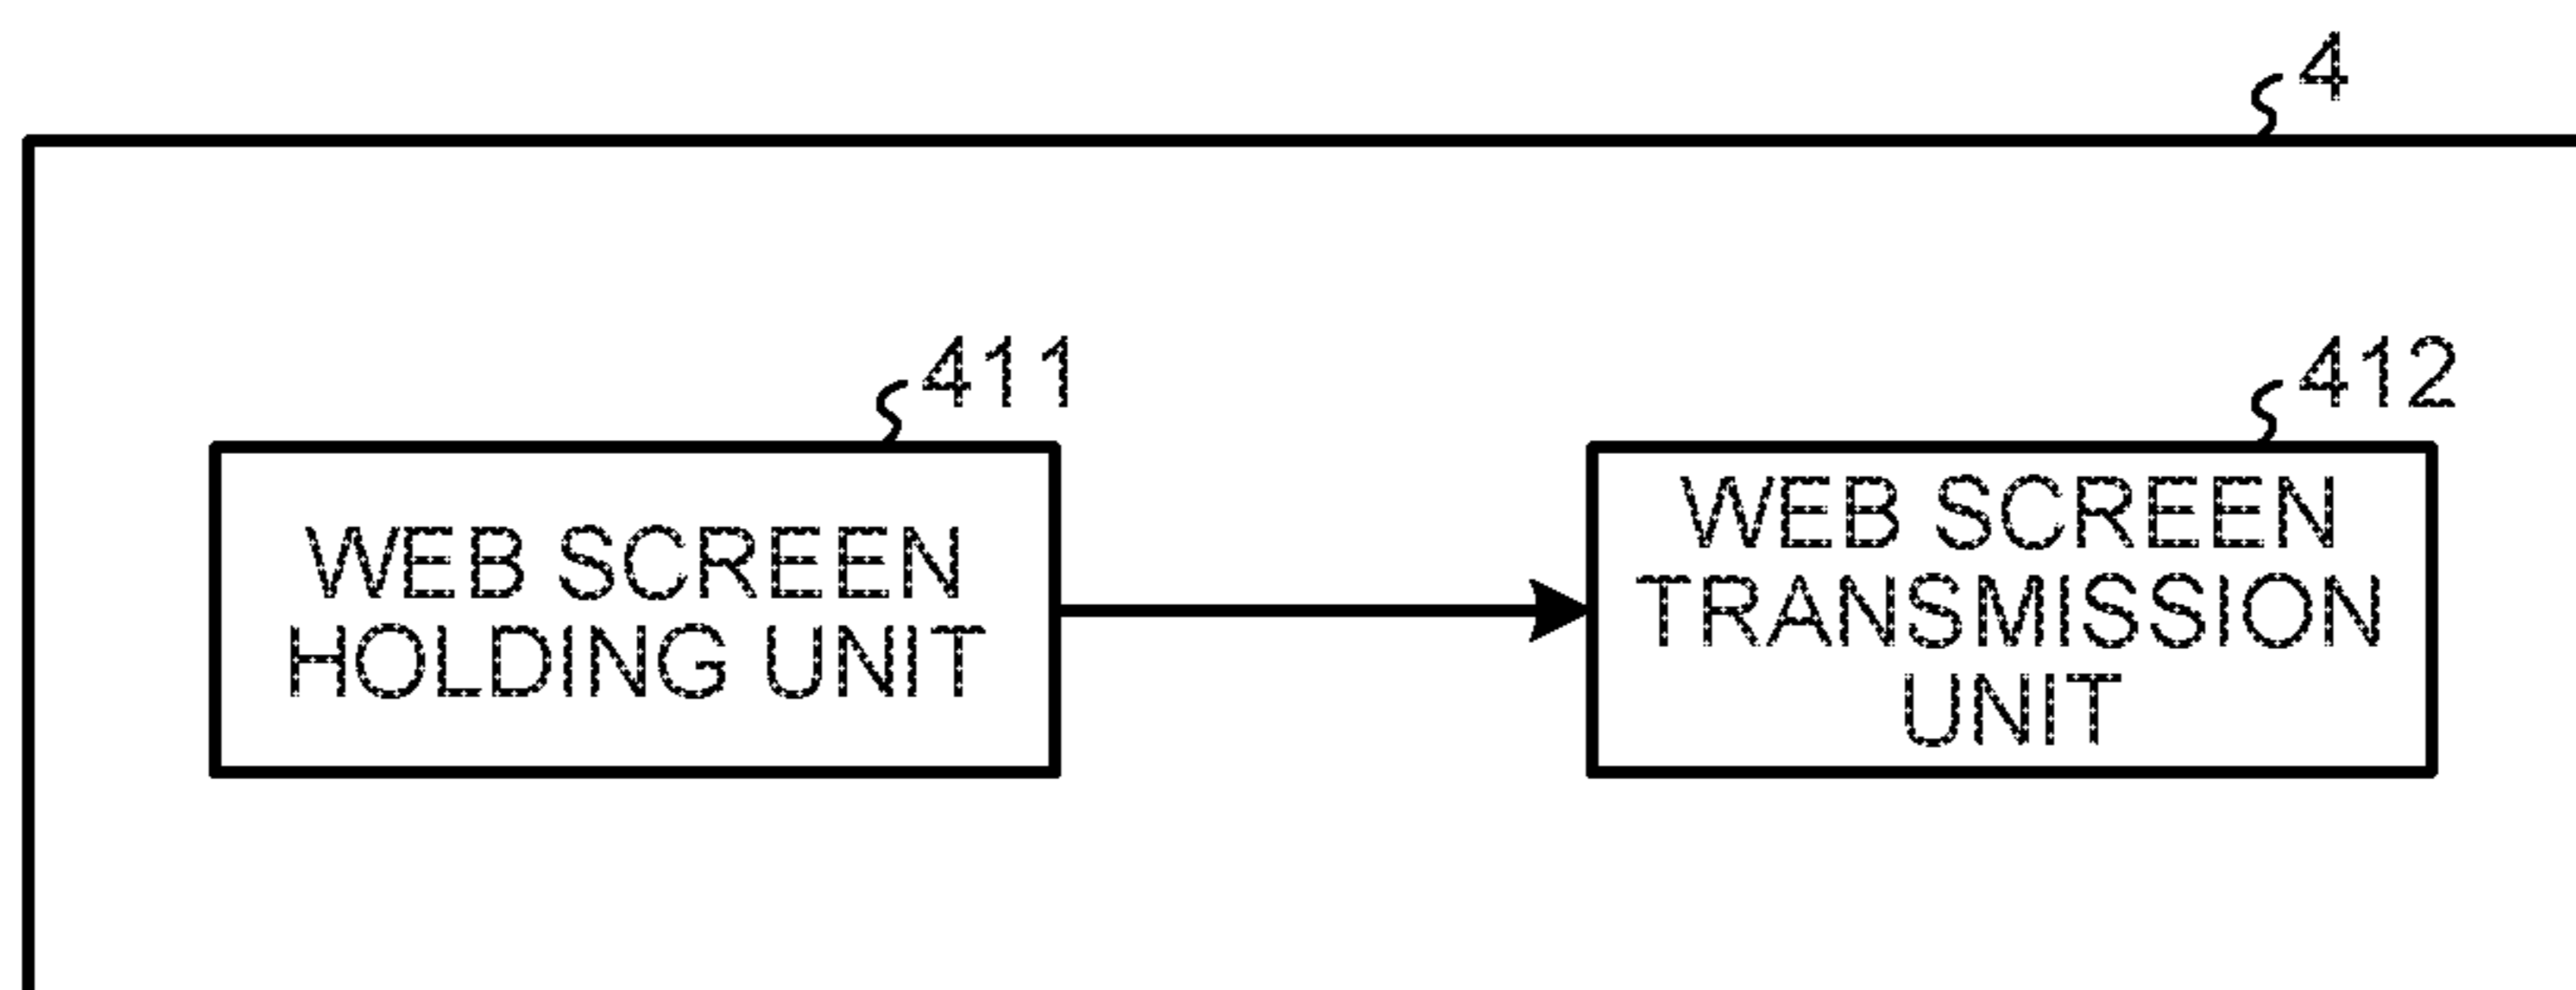 4
411
412
WEB SCREEN
HOLDING UNIT
WEB SCREEN
TRANSMISSION
UNIT